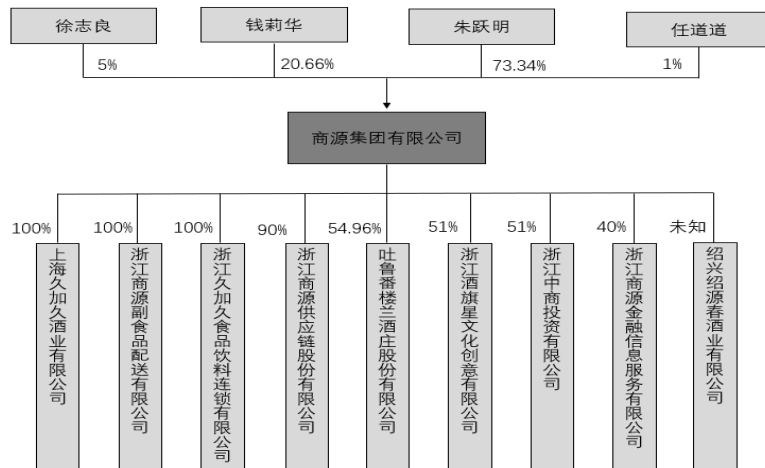 徐志良
钱莉华
朱跃明
任道道
5%
20.66%
73.34%
1%
商源集团有限公司
100%
100%
100%
90%
54.96%
51%
51%
40%
未知
上海久加久酒业有限公司
浙江商源副食品配送有限公司
浙江久加久食品饮料连锁有限公司
浙江商源供应链股份有限公司
吐鲁番楼兰酒庄股份有限公司
浙江酒旗星文化创意有限公司
浙江中商投资有限公司
浙江商源金融信息服务有限公司
绍兴绍源春酒业有限公司